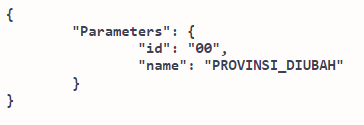 {
"Parameters": {
"id": "00",
"name": "PROVINSI_DIUBAH"
}
}